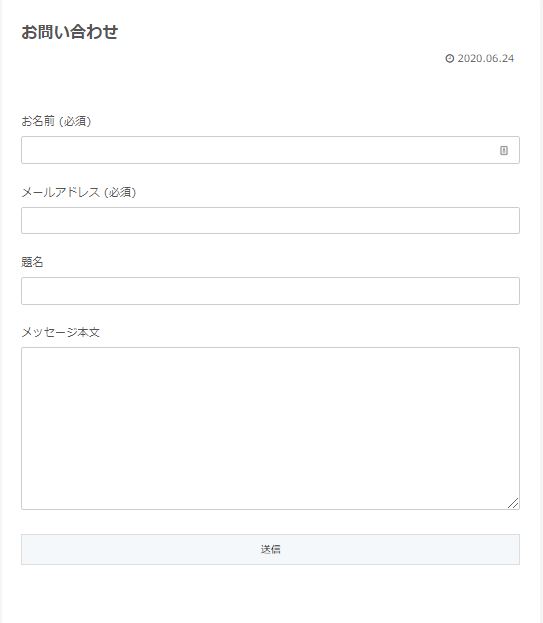 お問い合わせ
2020.06.24
お名前 (必須)
メールアドレス (必須)
題名
メッセージ本文
送信